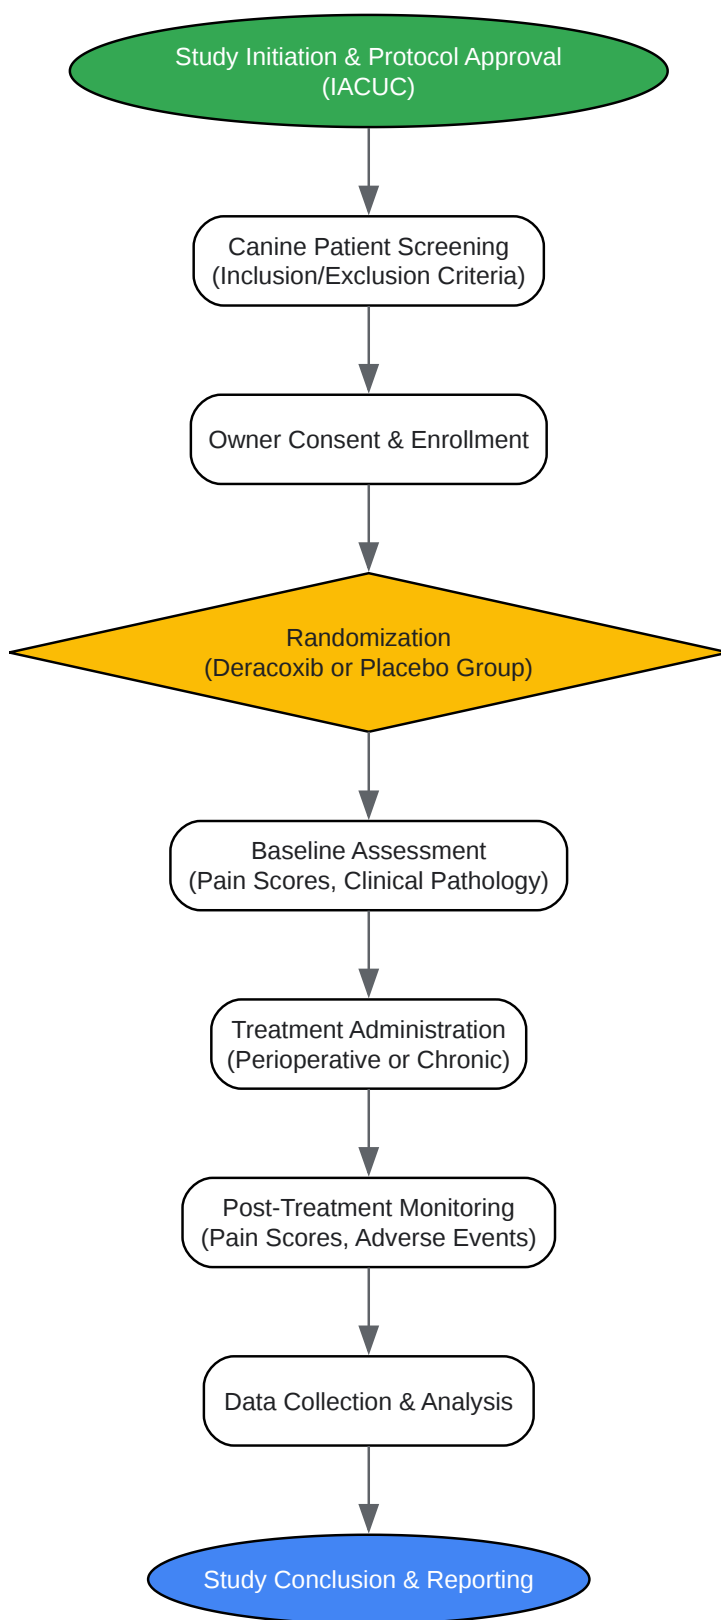 Study Initiation & Protocol Approval
(IACUC)
Canine Patient Screening
(Inclusion/Exclusion Criteria)
Owner Consent & Enrollment
Randomization
(Deracoxib or Placebo Group)
Baseline Assessment
(Pain Scores, Clinical Pathology)
Treatment Administration
(Perioperative or Chronic)
Post-Treatment Monitoring
(Pain Scores, Adverse Events)
Data Collection & Analysis
Study Conclusion & Reporting